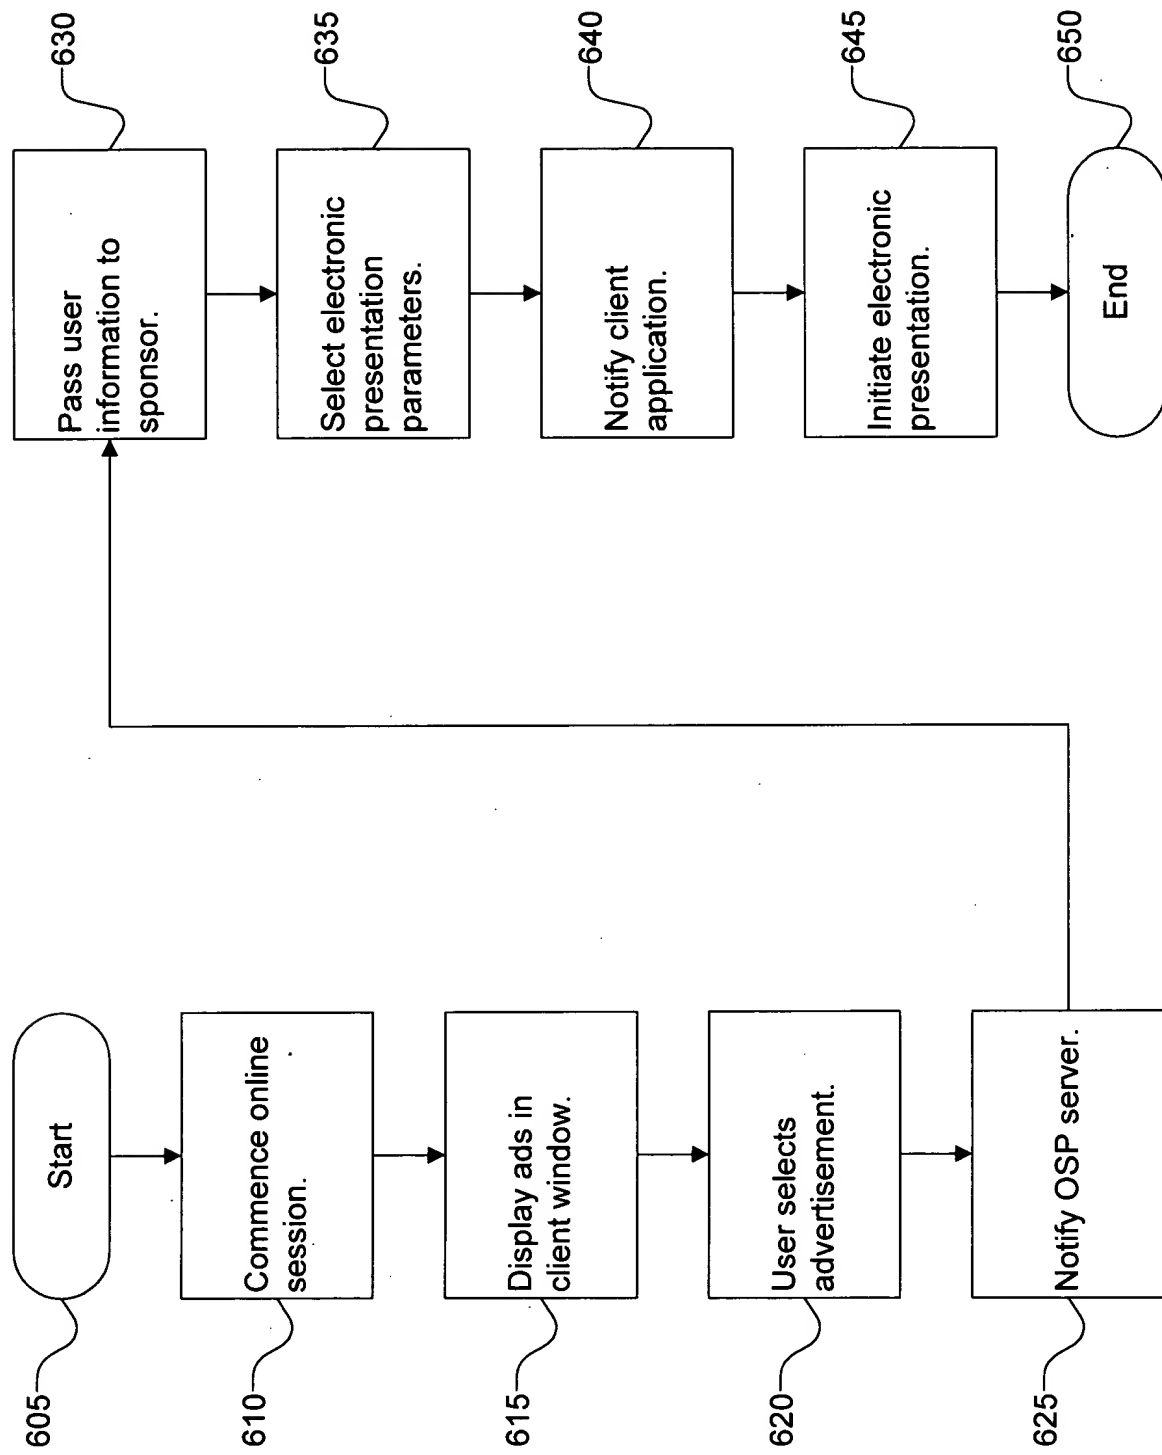 Start
605
Commence online
session.
610
Display ads in
client window.
615
User selects
advertisement.
620
Notify OSP server.
625
Pass user
information to
sponsor.
630
Select electronic
presentation
parameters.
635
Notify client
application.
640
Initiate electronic
presentation.
645
End
650